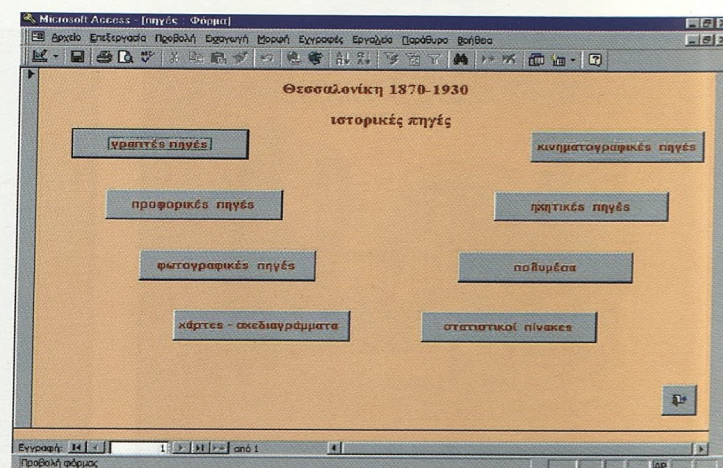 Microsoft Access - [πηγές : Φόρμα]
Αρχείο Επεξεργασία Προβολή Εισαγωγή Μορφή Εγγραφές Εργαλεία Παράθυρο Βοήθεια
Θεσσαλονίκη 1870-1930
ιστορικές πηγές
γραπτές πηγές
κινηματογραφικές πηγές
προφορικές πηγές
ηχητικές πηγές
φωτογραφικές πηγές
πολυμέσα
χάρτες - σχεδιαγράμματα
στατιστικοί πίνακες
Εγγραφή: 1 από 1
Προβολή φόρμας